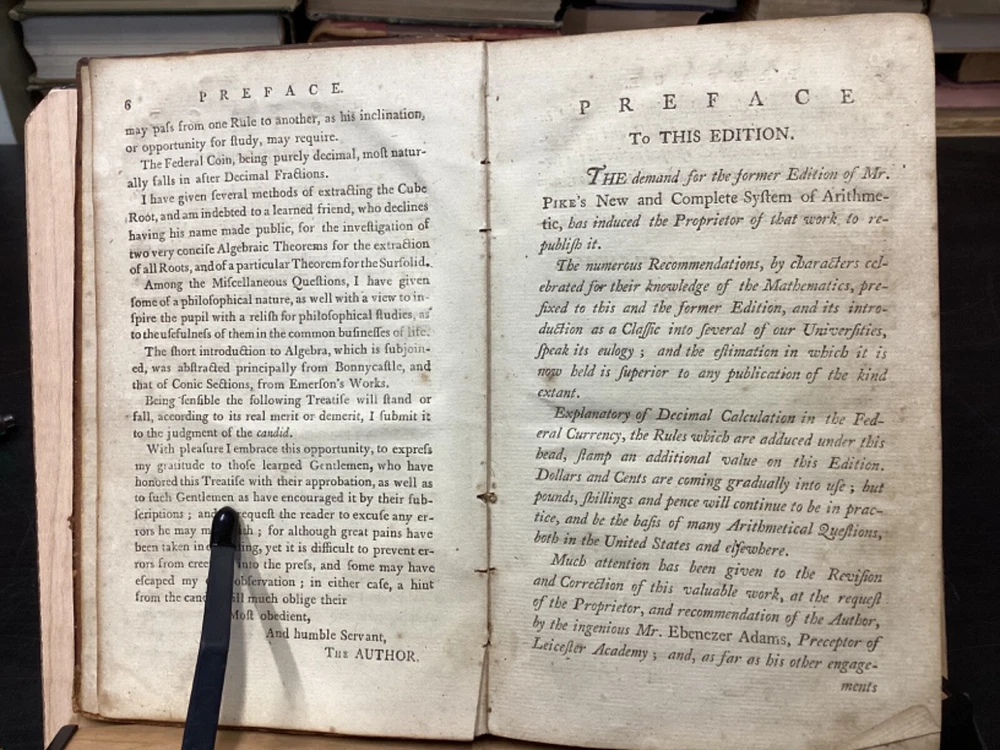 6
PREFACE.
may paſs from one Rule to another, as his inclination,
or opportunity for ſtudy, may require.
The Federal Coin, being purely decimal, moſt natur-
ally falls in after Decimal Fractions.
I have given ſeveral methods of extracting the Cube
Root, and am indebted to a learned friend, who declines
having his name made public, for the inveſtigation of
two very conciſe Algebraic Theorems for the extraction
of all Roots, and of a particular Theorem for the Surſolid.
Among the Miſcellaneous Queſtions, I have given
ſome of a philoſophical nature, as well with a view to in-
ſpire the pupil with a reliſh for philoſophical ſtudies, as
to the uſefulneſs of them in the common buſineſſes of life.
The ſhort introduction to Algebra, which is ſubjoin-
ed, was abſtracted principally from Bonnycaſtle, and
that of Conic Sections, from Emerſon's Works.
Being ſenſible the following Treatiſe will ſtand or
fall, according to its real merit or demerit, I ſubmit it
to the judgment of the candid.
With pleaſure I embrace this opportunity, to expreſs
my gratitude to thoſe learned Gentlemen, who have
honored this Treatiſe with their approbation, as well as
to ſuch Gentlemen as have encouraged it by their ſub-
ſcriptions ; and requeſt the reader to excuſe any er-
rors he may ; for although great pains have
been taken in yet it is difficult to prevent er-
rors from into the preſs, and ſome may have
eſcaped my obſervation ; in either caſe, a hint
from the much oblige their
Moſt obedient,
And humble Servant,
THE AUTHOR.
PREFACE
To THIS EDITION.
THE demand for the former Edition of Mr.
PIKE's New and Complete Syſtem of Arithme-
tic, has induced the Proprietor of that work to re-
publiſh it.
The numerous Recommendations, by characters cel-
ebrated for their knowledge of the Mathematics, pre-
fixed to this and the former Edition, and its intro-
duction as a Claſſic into ſeveral of our Univerſities,
ſpeak its eulogy ; and the eſtimation in which it is
now held is ſuperior to any publication of the kind
extant.
Explanatory of Decimal Calculation in the Fed-
eral Currency, the Rules which are adduced under this
head, ſtamp an additional value on this Edition.
Dollars and Cents are coming gradually into uſe ; but
pounds, ſhillings and pence will continue to be in prac-
tice, and be the baſis of many Arithmetical Queſtions,
both in the United States and elſewhere.
Much attention has been given to the Reviſion
and Correction of this valuable work, at the requeſt
of the Proprietor, and recommendation of the Author,
by the ingenious Mr. Ebenezer Adams, Preceptor of
Leiceſter Academy ; and, as far as his other engage-
ments